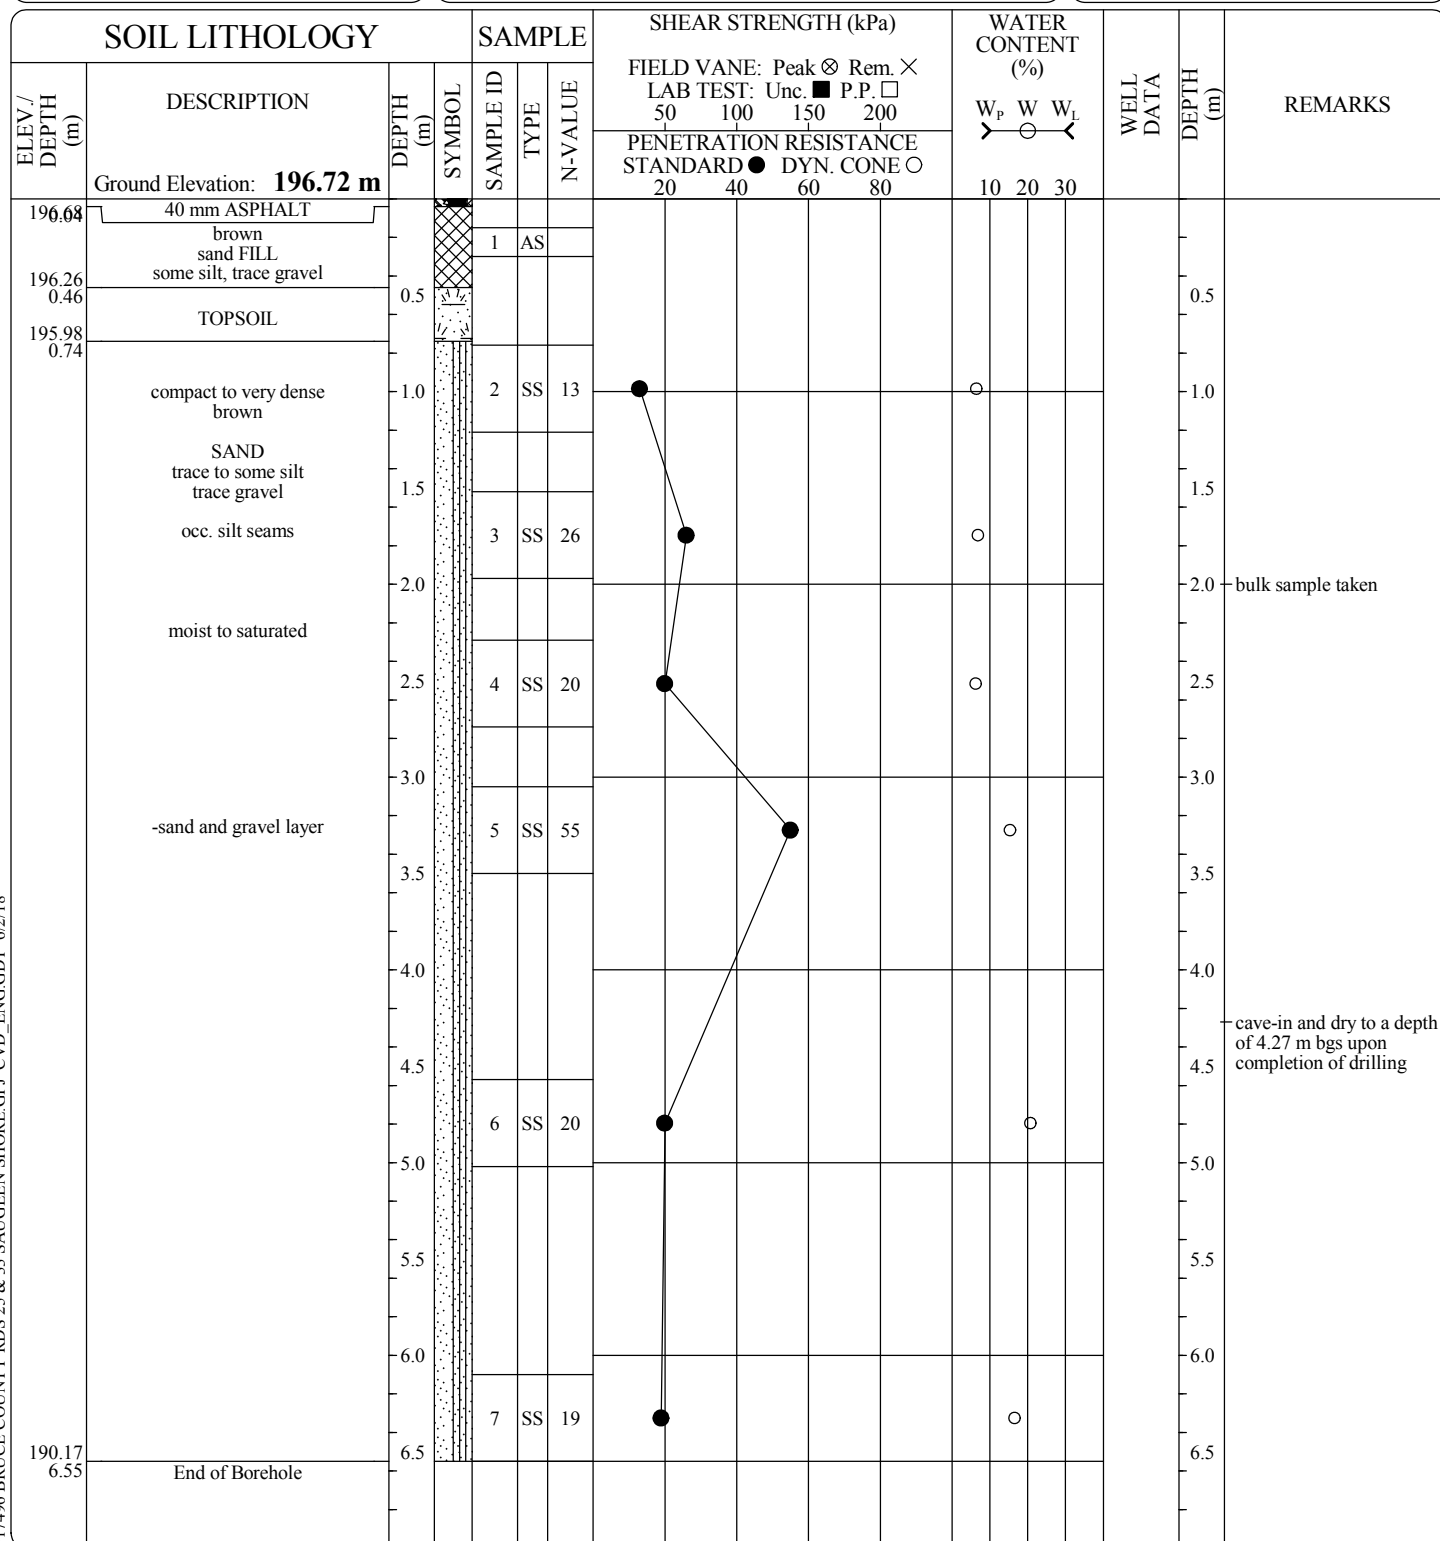 SOIL LITHOLOGY
SAMPLE
SHEAR STRENGTH (kPa)
FIELD VANE: Peak ⊗ Rem. ×
LAB TEST: Unc. ■ P.P. □
50 100 150 200
PENETRATION RESISTANCE
STANDARD ● DYN. CONE ○
20 40 60 80
WATER
CONTENT
(%)
WP W WL
10 20 30
WELL
DATA
DEPTH
(m)
REMARKS
ELEV./
DEPTH
(m)
DESCRIPTION
Ground Elevation: 196.72 m
DEPTH
(m)
SYMBOL
SAMPLE ID
TYPE
N-VALUE
196.68
0.04
40 mm ASPHALT
brown
sand FILL
some silt, trace gravel
1 AS
196.26
0.46
0.5
0.5
TOPSOIL
195.98
0.74
compact to very dense
brown
1.0
2 SS 13
1.0
SAND
trace to some silt
trace gravel
1.5
1.5
occ. silt seams
3 SS 26
2.0
2.0
bulk sample taken
moist to saturated
2.5
4 SS 20
2.5
3.0
3.0
-sand and gravel layer
5 SS 55
3.5
3.5
4.0
4.0
cave-in and dry to a depth
of 4.27 m bgs upon
completion of drilling
4.5
4.5
6 SS 20
5.0
5.0
5.5
5.5
6.0
6.0
7 SS 19
6.5
6.5
190.17
6.55
End of Borehole